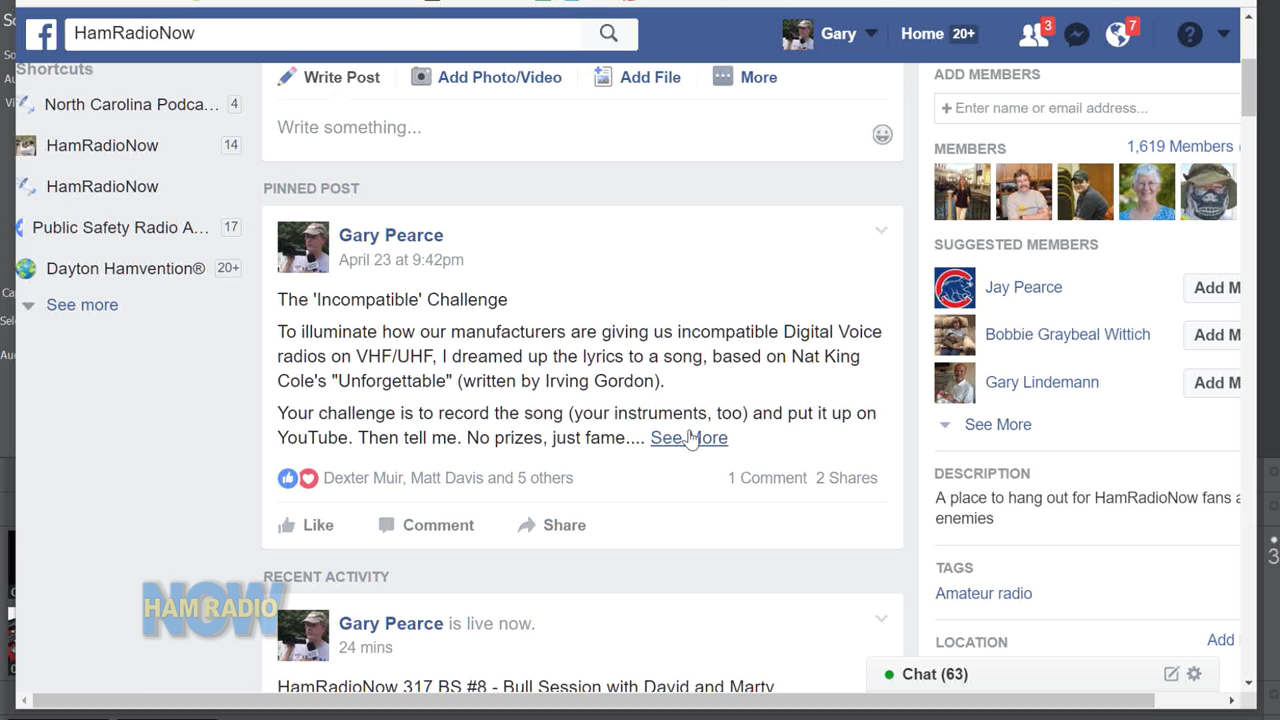 HamRadioNow
Gary
Home 20+
3
7
Shortcuts
North Carolina Podca... 4
HamRadioNow 14
HamRadioNow
Public Safety Radio A... 17
Dayton Hamvention® 20+
See more
Write Post
Add Photo/Video
Add File
More
Write something...
PINNED POST
Gary Pearce
April 23 at 9:42pm
The 'Incompatible' Challenge
To illuminate how our manufacturers are giving us incompatible Digital Voice
radios on VHF/UHF, I dreamed up the lyrics to a song, based on Nat King
Cole's "Unforgettable" (written by Irving Gordon).
Your challenge is to record the song (your instruments, too) and put it up on
YouTube. Then tell me. No prizes, just fame.... See More
Dexter Muir, Matt Davis and 5 others
1 Comment 2 Shares
Like
Comment
Share
RECENT ACTIVITY
Gary Pearce is live now.
24 mins
HamRadioNow 317 BS #8 - Bull Session with David and Marty
HAM RADIO
NOW
ADD MEMBERS
+ Enter name or email address...
MEMBERS
1,619 Members
SUGGESTED MEMBERS
Jay Pearce
Add M
Bobbie Graybeal Wittich
Add M
Gary Lindemann
Add M
See More
DESCRIPTION
A place to hang out for HamRadioNow fans a
enemies
TAGS
Amateur radio
LOCATION
Add
Chat (63)